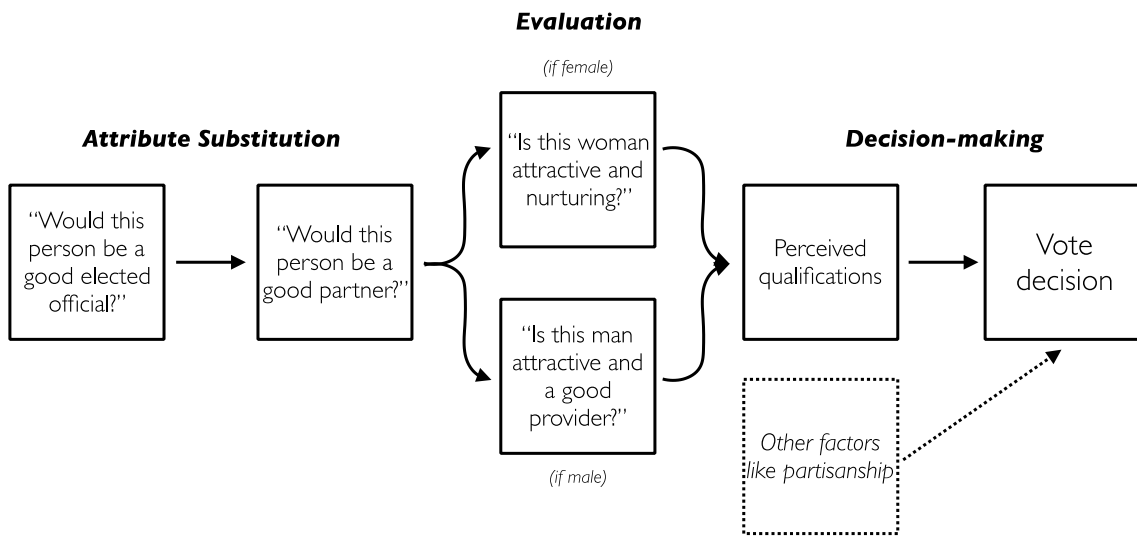 Evaluation
(if female)
Attribute Substitution
“Would this
person be a
good elected
official?”
“Would this
person be a
good partner?”
“Is this woman
attractive and
nurturing?”
“Is this man
attractive and
a good
provider?”
(if male)
Decision-making
Perceived
qualifications
Vote
decision
Other factors
like partisanship